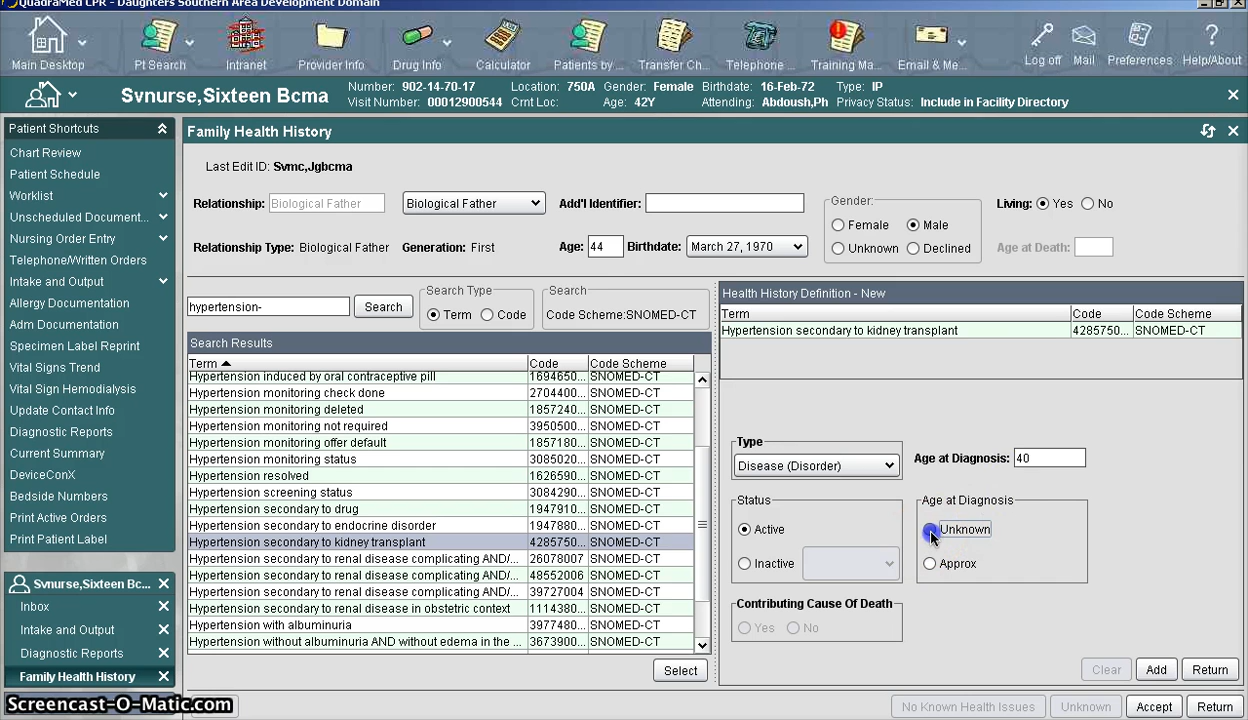 QuadraMed CPR - Daughters Southern Area Development Domain
Main Desktop
Pt Search
Intranet
Provider Info
Drug Info
Calculator
Patients by ...
Transfer Ch...
Telephone ...
Training Ma...
Email & Me...
Log off
Mail
Preferences
Help/About
Svnurse,Sixteen Bcma
Number: 902-14-70-17 Location: 750A Gender: Female Birthdate: 16-Feb-72 Type: IP
Visit Number: 00012900544 Crnt Loc: Age: 42Y Attending: Abdoush,Ph Privacy Status: Include in Facility Directory
Patient Shortcuts
Chart Review
Patient Schedule
Worklist
Unscheduled Document...
Nursing Order Entry
Telephone/Written Orders
Intake and Output
Allergy Documentation
Adm Documentation
Specimen Label Reprint
Vital Signs Trend
Vital Sign Hemodialysis
Update Contact Info
Diagnostic Reports
Current Summary
DeviceConX
Bedside Numbers
Print Active Orders
Print Patient Label
Svnurse,Sixteen Bc...
Inbox
Intake and Output
Diagnostic Reports
Family Health History
Family Health History
Last Edit ID: Svmc,Jgbcma
Relationship: Biological Father Biological Father Add'l Identifier:
Gender:
Female Male
Unknown Declined
Living: Yes No
Relationship Type: Biological Father Generation: First Age: 44 Birthdate: March 27, 1970
Age at Death:
hypertension- Search
Search Type
Term Code
Search
Code Scheme:SNOMED-CT
Search Results
Term Code Code Scheme
Hypertension induced by oral contraceptive pill 1694650... SNOMED-CT
Hypertension monitoring check done 2704400... SNOMED-CT
Hypertension monitoring deleted 1857240... SNOMED-CT
Hypertension monitoring not required 3950500... SNOMED-CT
Hypertension monitoring offer default 1857180... SNOMED-CT
Hypertension monitoring status 3085020... SNOMED-CT
Hypertension resolved 1626590... SNOMED-CT
Hypertension screening status 3084290... SNOMED-CT
Hypertension secondary to drug 1947910... SNOMED-CT
Hypertension secondary to endocrine disorder 1947880... SNOMED-CT
Hypertension secondary to kidney transplant 4285750... SNOMED-CT
Hypertension secondary to renal disease complicating AND/... 26078007 SNOMED-CT
Hypertension secondary to renal disease complicating AND/... 48552006 SNOMED-CT
Hypertension secondary to renal disease complicating AND/... 39727004 SNOMED-CT
Hypertension secondary to renal disease in obstetric context 1114380... SNOMED-CT
Hypertension with albuminuria 3977480... SNOMED-CT
Hypertension without albuminuria AND without edema in the ... 3673900... SNOMED-CT
Select
Health History Definition - New
Term Code Code Scheme
Hypertension secondary to kidney transplant 4285750... SNOMED-CT
Type
Disease (Disorder)
Age at Diagnosis: 40
Status
Active
Inactive
Age at Diagnosis
Unknown
Approx
Contributing Cause Of Death
Yes No
Clear Add Return
No Known Health Issues Unknown Accept Return
Screencast-O-Matic.com